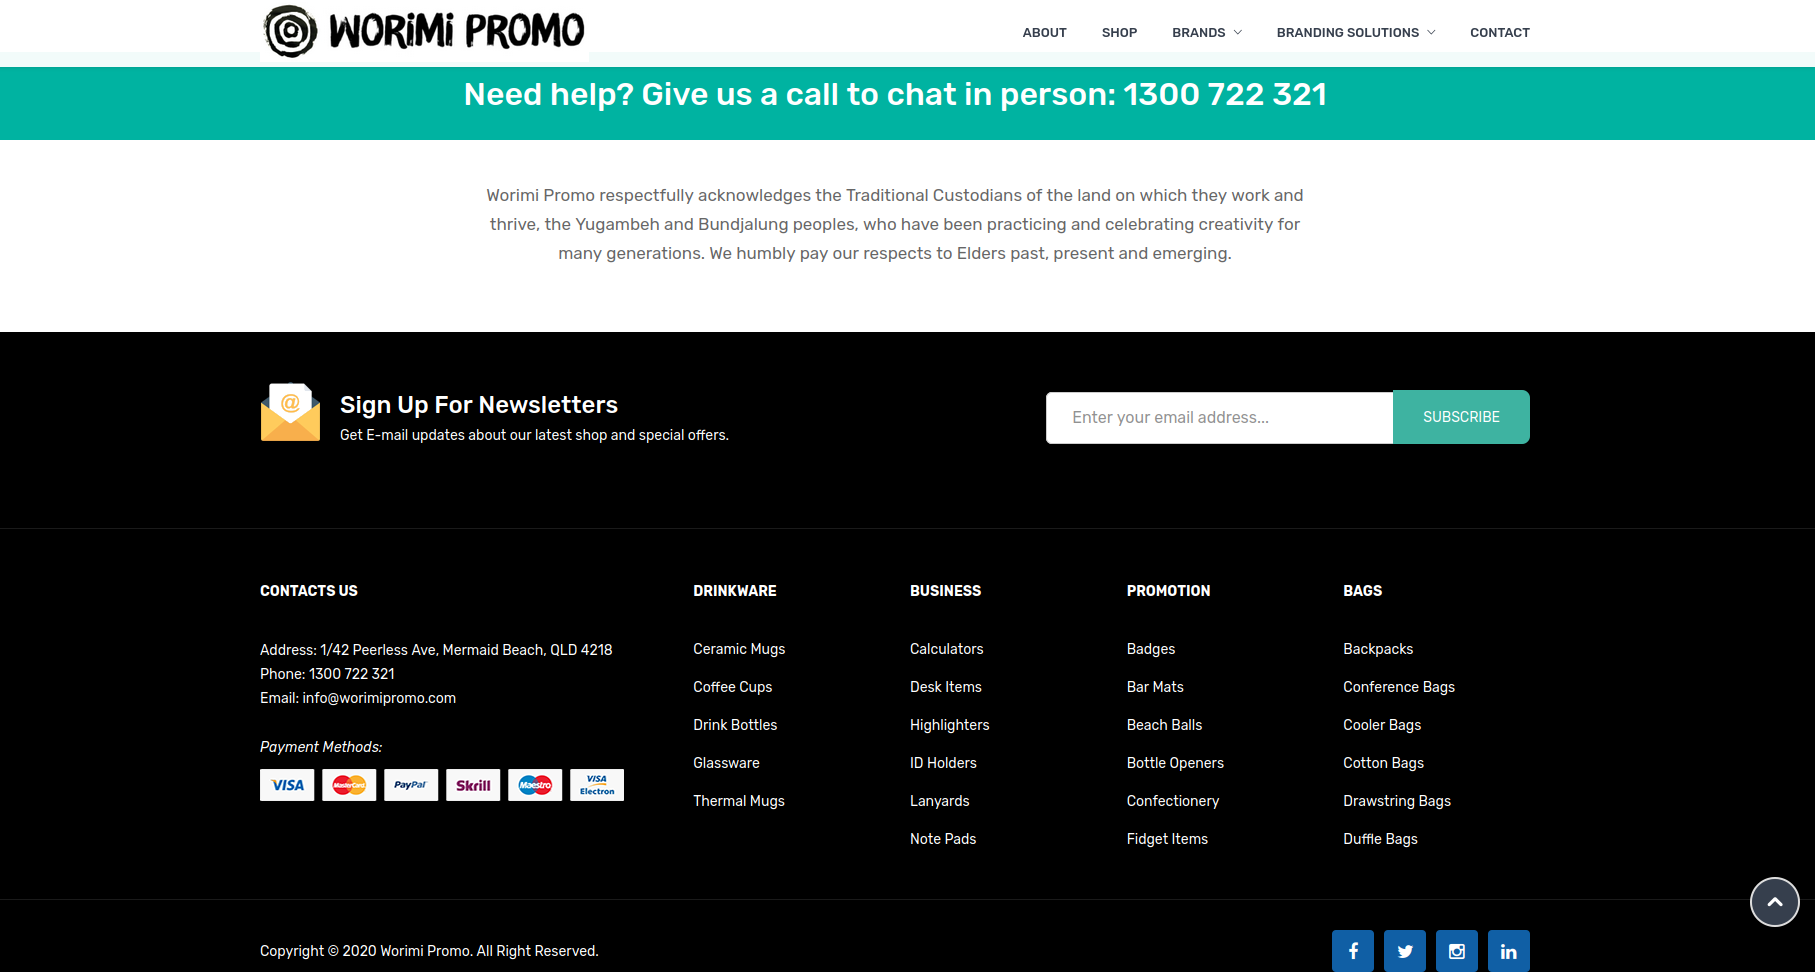 WORIMI PROMO
ABOUT SHOP BRANDS BRANDING SOLUTIONS CONTACT
Need help? Give us a call to chat in person: 1300 722 321
Worimi Promo respectfully acknowledges the Traditional Custodians of the land on which they work and
thrive, the Yugambeh and Bundjalung peoples, who have been practicing and celebrating creativity for
many generations. We humbly pay our respects to Elders past, present and emerging.
@
Sign Up For Newsletters
Get E-mail updates about our latest shop and special offers.
Enter your email address...
SUBSCRIBE
CONTACTS US
Address: 1/42 Peerless Ave, Mermaid Beach, QLD 4218
Phone: 1300 722 321
Email: info@worimipromo.com
Payment Methods:
VISA MasterCard PayPal Skrill Maestro VISA Electron
DRINKWARE
Ceramic Mugs
Coffee Cups
Drink Bottles
Glassware
Thermal Mugs
BUSINESS
Calculators
Desk Items
Highlighters
ID Holders
Lanyards
Note Pads
PROMOTION
Badges
Bar Mats
Beach Balls
Bottle Openers
Confectionery
Fidget Items
BAGS
Backpacks
Conference Bags
Cooler Bags
Cotton Bags
Drawstring Bags
Duffle Bags
Copyright © 2020 Worimi Promo. All Right Reserved.